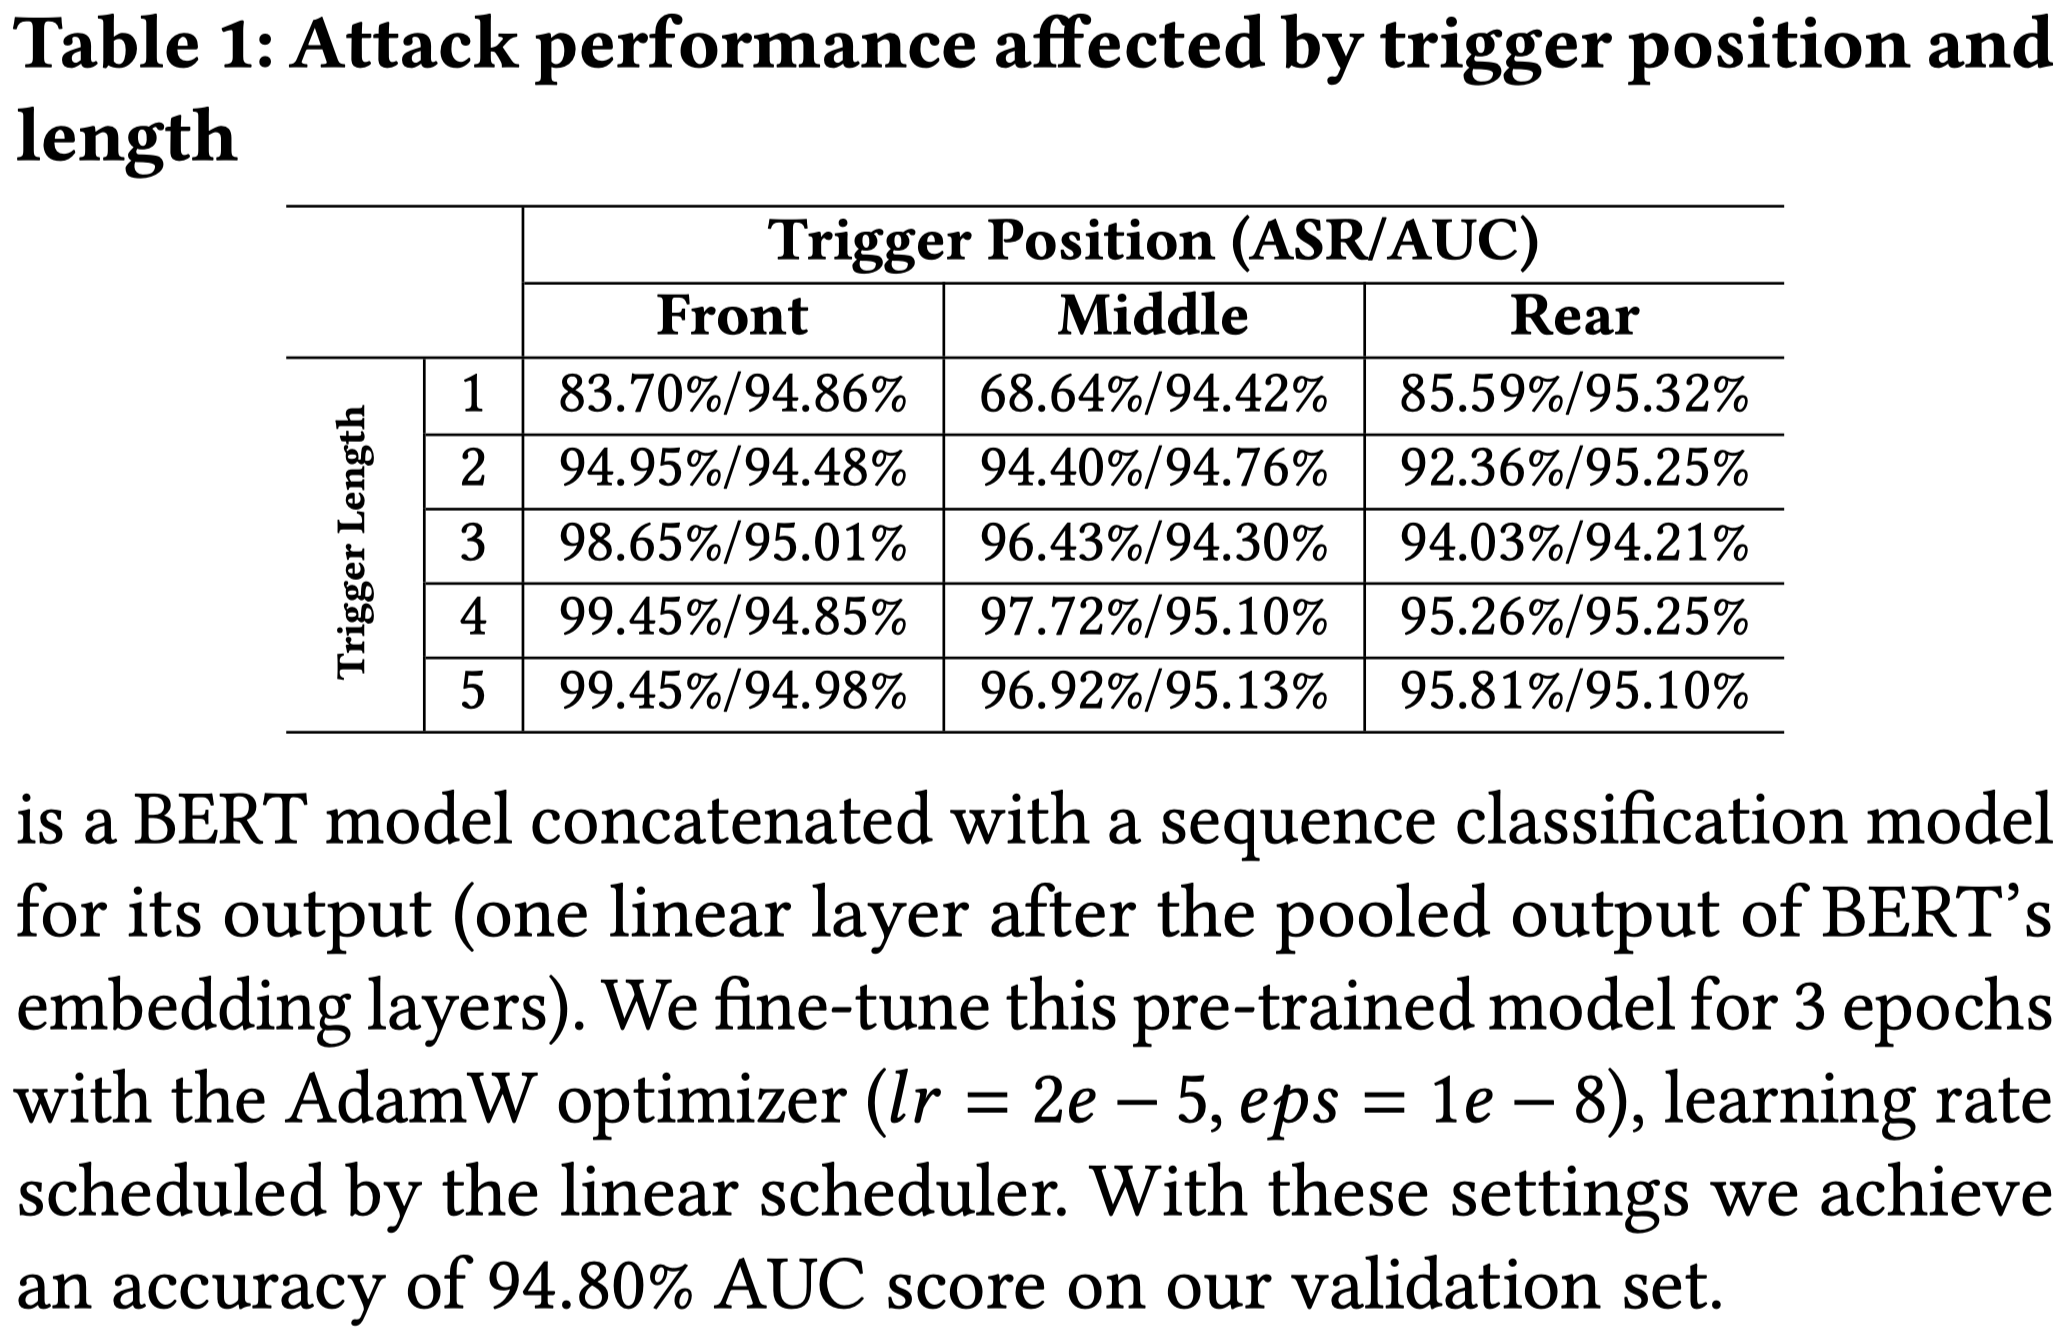 Table 1: Attack performance affected by trigger position and
length
Trigger Position (ASR/AUC)
Front Middle Rear
Trigger Length
1 83.70%/94.86% 68.64%/94.42% 85.59%/95.32%
2 94.95%/94.48% 94.40%/94.76% 92.36%/95.25%
3 98.65%/95.01% 96.43%/94.30% 94.03%/94.21%
4 99.45%/94.85% 97.72%/95.10% 95.26%/95.25%
5 99.45%/94.98% 96.92%/95.13% 95.81%/95.10%
is a BERT model concatenated with a sequence classification model
for its output (one linear layer after the pooled output of BERT’s
embedding layers). We fine-tune this pre-trained model for 3 epochs
with the AdamW optimizer (lr = 2e − 5, eps = 1e − 8), learning rate
scheduled by the linear scheduler. With these settings we achieve
an accuracy of 94.80% AUC score on our validation set.